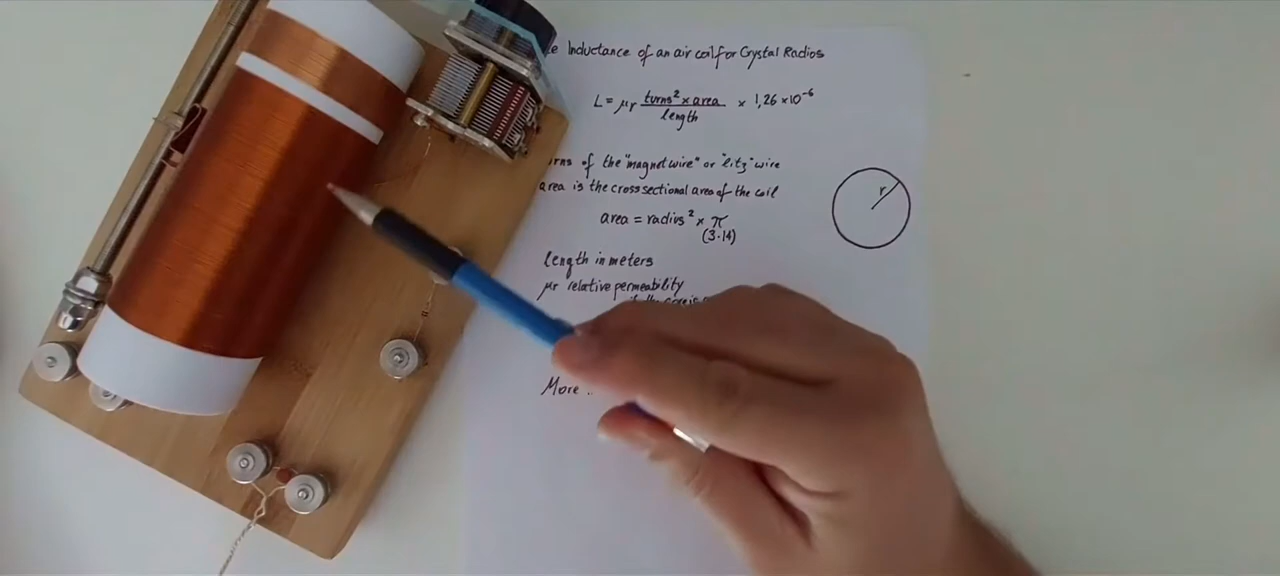 Inductance of an air coil for Crystal Radios
L = μr turns² × area / length × 1,26 × 10⁻⁶
of the "magnet wire" or "litz" wire
area is the cross sectional area of the coil
area = radius² × π
(3.14)
r
length in meters
μr relative permeability
More ..